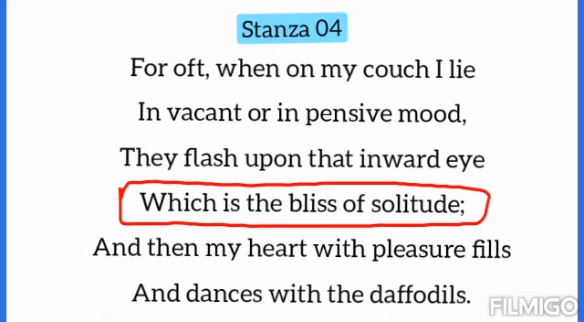 Stanza 04
For oft, when on my couch I lie
In vacant or in pensive mood,
They flash upon that inward eye
Which is the bliss of solitude;
And then my heart with pleasure fills
And dances with the daffodils.
FILMIGO